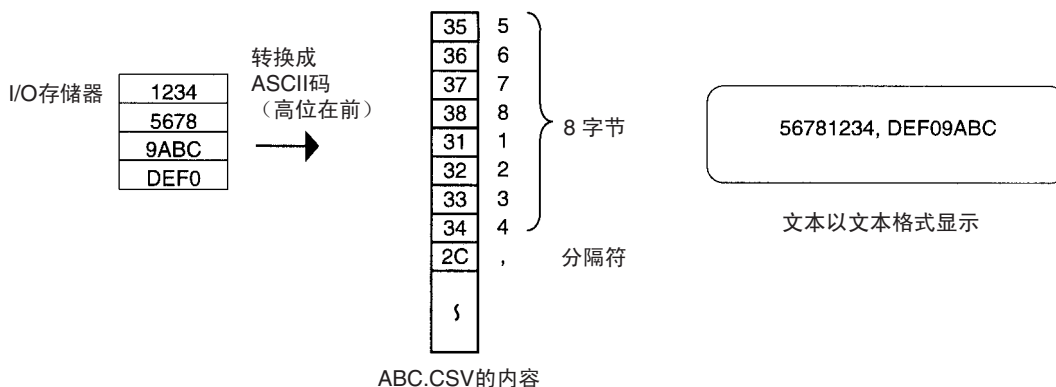 I/O存储器
1234
5678
9ABC
DEF0
转换成
ASCII码
（高位在前）
35 5
36 6
37 7
38 8
31 1
32 2
33 3
34 4
2C ,
8 字节
分隔符
ABC.CSV的内容
56781234, DEF09ABC
文本以文本格式显示